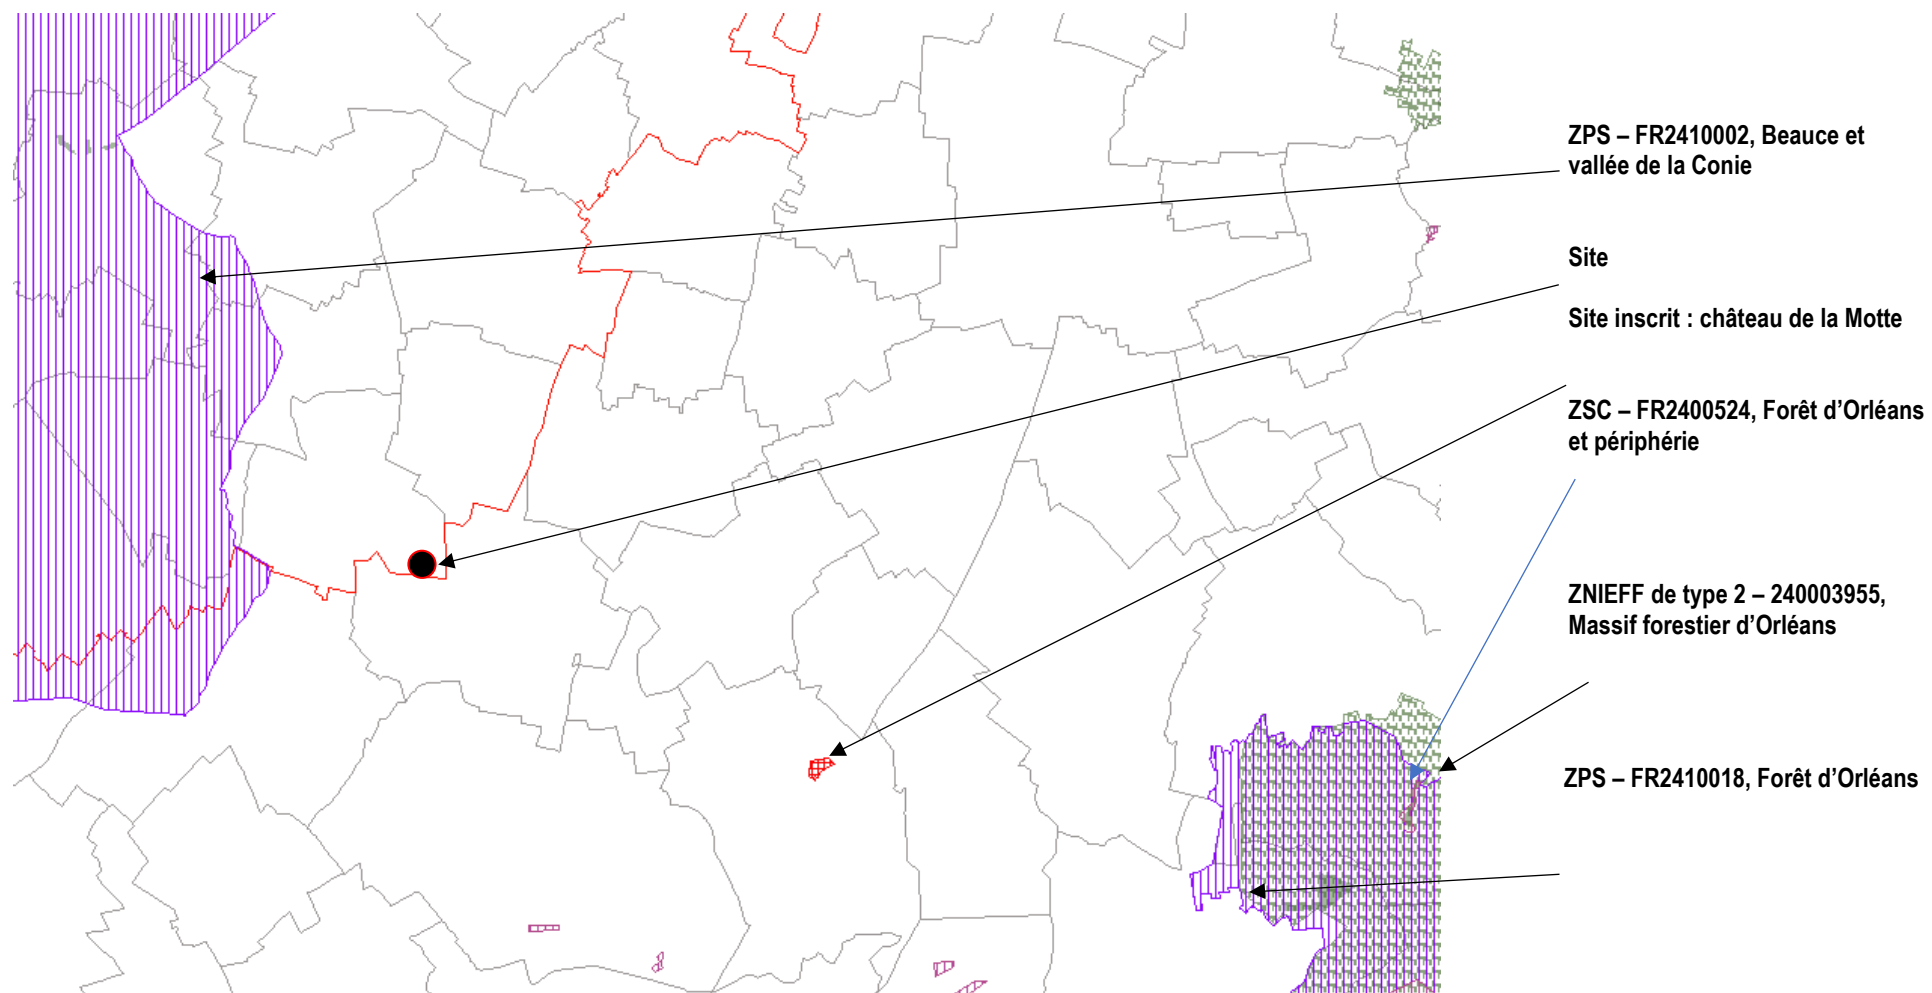 ZPS – FR2410002, Beauce et
vallée de la Conie
Site
Site inscrit : château de la Motte
ZSC – FR2400524, Forêt d’Orléans
et périphérie
ZNIEFF de type 2 – 240003955,
Massif forestier d’Orléans
ZPS – FR2410018, Forêt d’Orléans